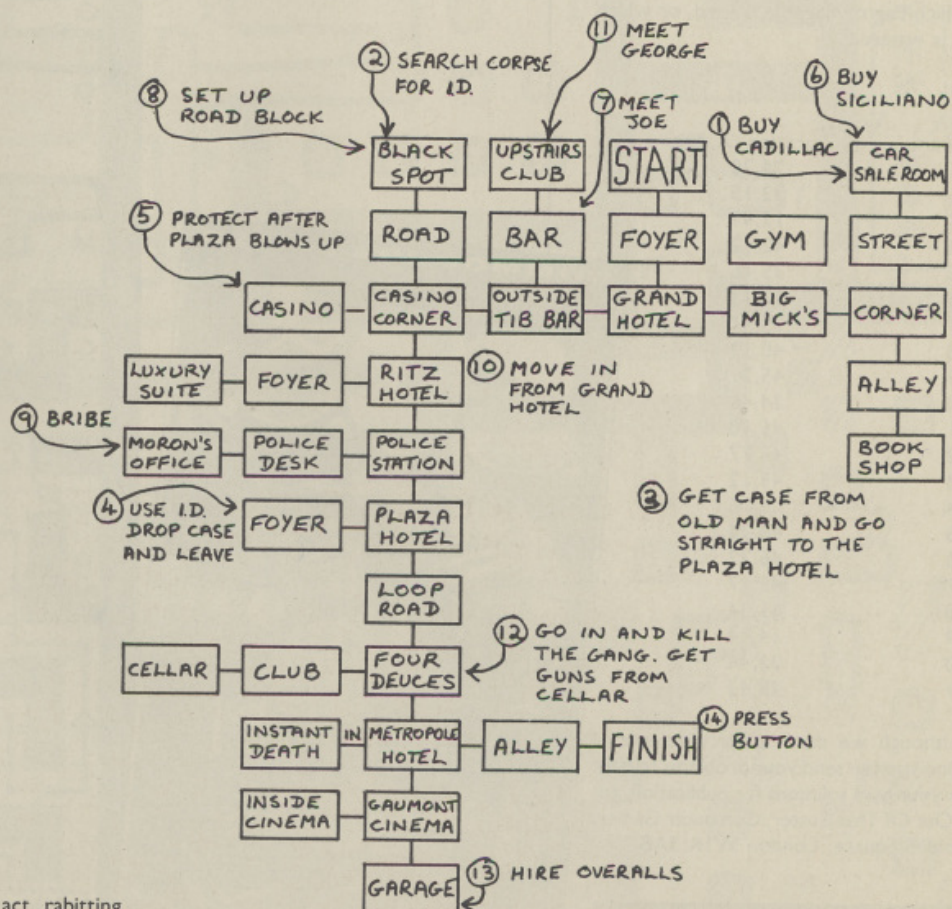 11 MEET
GEORGE
2 SEARCH CORPSE
FOR I.D.
6 BUY
SICILIANO
8 SET UP
ROAD BLOCK
7 MEET
JOE
1 BUY
CADILLAC
BLACK
SPOT
UPSTAIRS
CLUB
START
CAR
SALEROOM
5 PROTECT AFTER
PLAZA BLOWS UP
ROAD
BAR
FOYER
GYM
STREET
CASINO
CASINO
CORNER
OUTSIDE
TIB BAR
GRAND
HOTEL
BIG
MICK'S
CORNER
LUXURY
SUITE
FOYER
RITZ
HOTEL
10 MOVE IN
FROM GRAND
HOTEL
ALLEY
9 BRIBE
MORON'S
OFFICE
POLICE
DESK
POLICE
STATION
BOOK
SHOP
4 USE I.D.
DROP CASE
AND LEAVE
FOYER
PLAZA
HOTEL
3 GET CASE FROM
OLD MAN AND GO
STRAIGHT TO THE
PLAZA HOTEL
LOOP
ROAD
CELLAR
CLUB
FOUR
DEUCES
12 GO IN AND KILL
THE GANG. GET
GUNS FROM
CELLAR
INSTANT
DEATH
IN
METROPOLE
HOTEL
ALLEY
FINISH
14 PRESS
BUTTON
INSIDE
CINEMA
GAUMONT
CINEMA
GARAGE
13 HIRE OVERALLS
act, rabitting